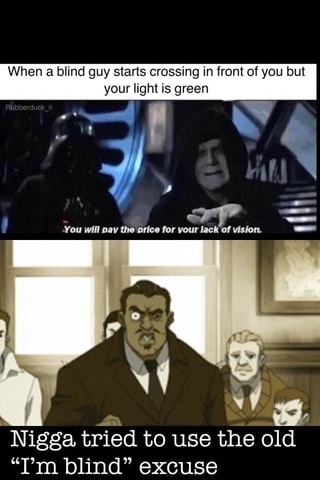 When a blind guy starts crossing in front of you but
your light is green
Rubberduck_8
You will pay the price for your lack of vision.
Nigga tried to use the old
“I'm blind” excuse